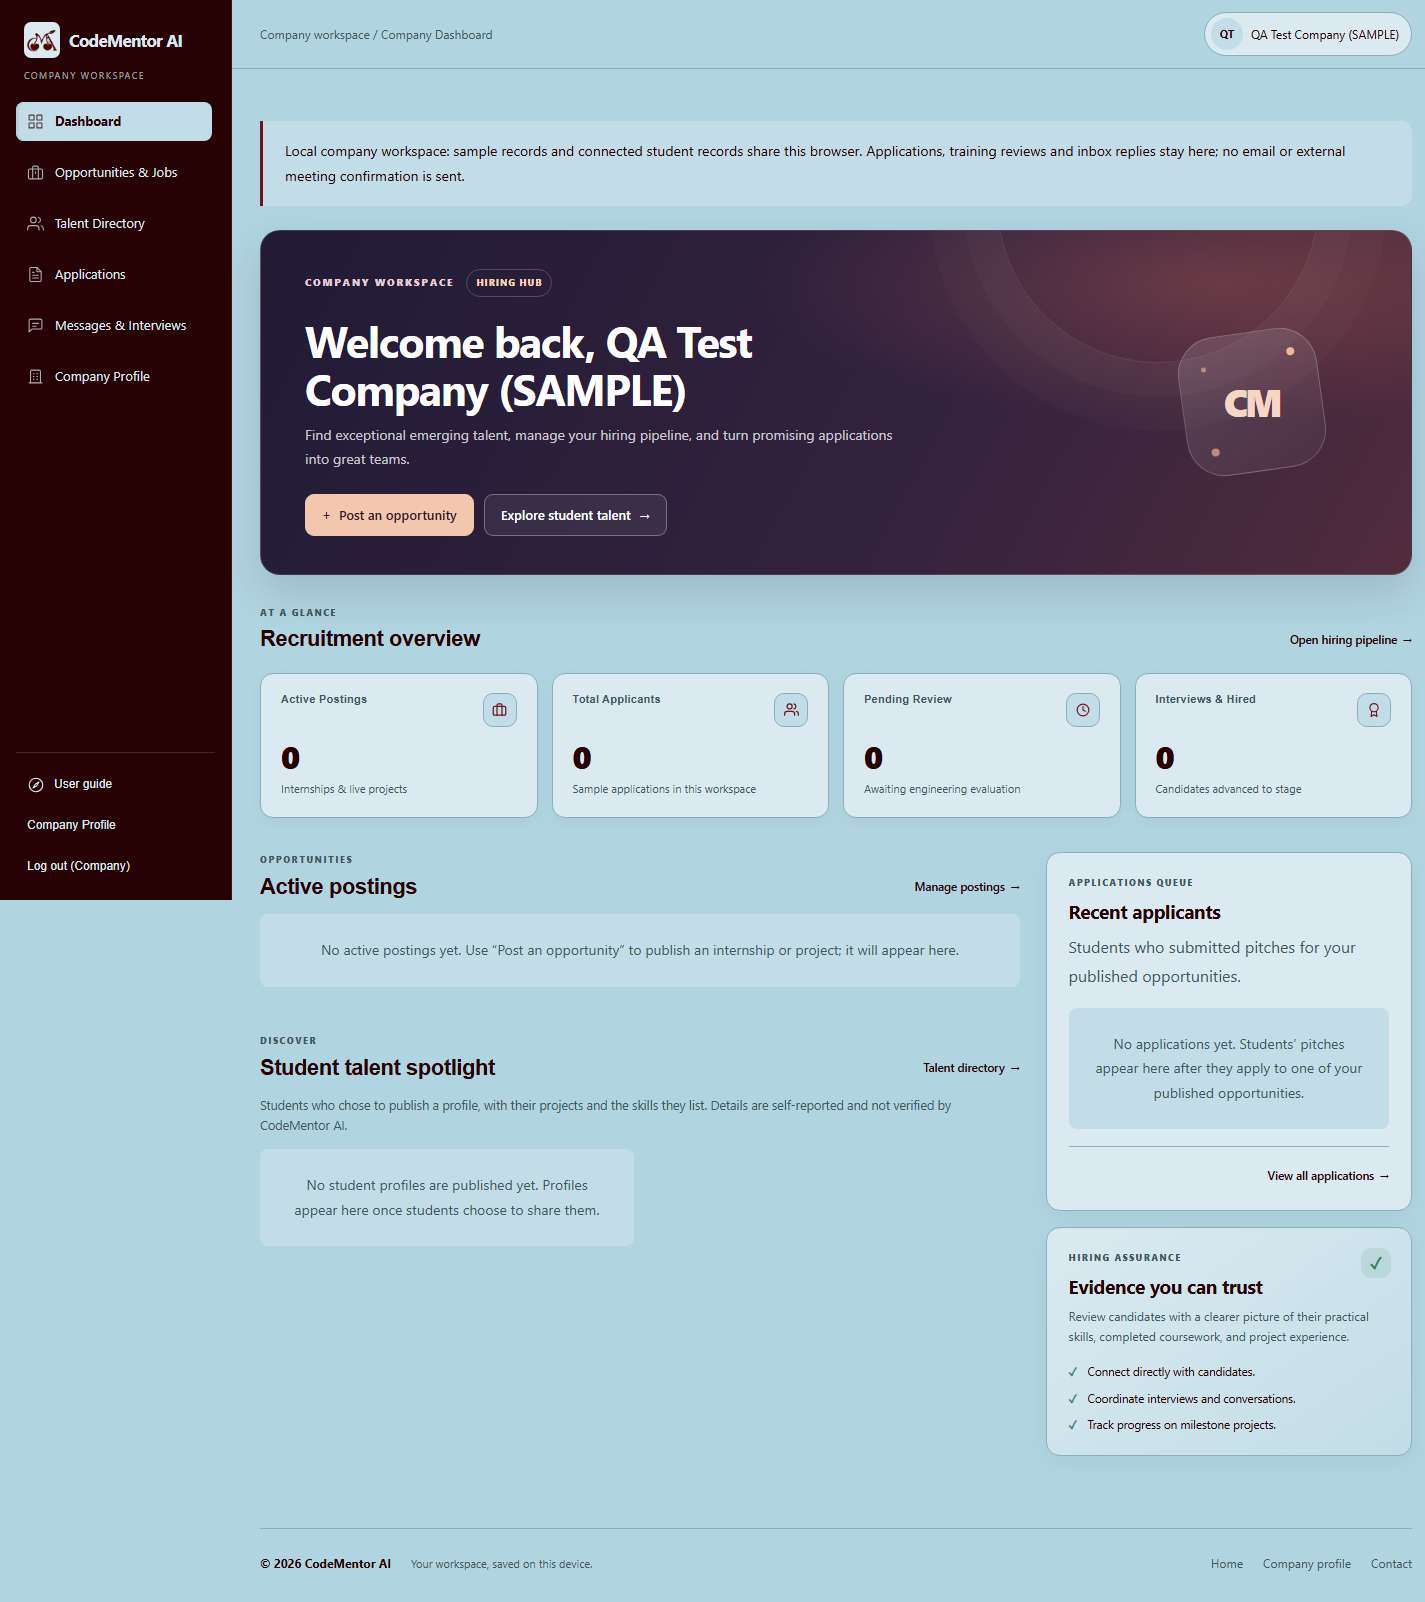 CodeMentor AI
COMPANY WORKSPACE
Dashboard
Opportunities & Jobs
Talent Directory
Applications
Messages & Interviews
Company Profile
User guide
Company Profile
Log out (Company)
Company workspace / Company Dashboard
QT
QA Test Company (SAMPLE)
Local company workspace: sample records and connected student records share this browser. Applications, training reviews and inbox replies stay here; no email or external
meeting confirmation is sent.
COMPANY WORKSPACE
HIRING HUB
Welcome back, QA Test
Company (SAMPLE)
Find exceptional emerging talent, manage your hiring pipeline, and turn promising applications
into great teams.
+ Post an opportunity
Explore student talent →
CM
AT A GLANCE
Recruitment overview
Open hiring pipeline →
Active Postings
0
Internships & live projects
Total Applicants
0
Sample applications in this workspace
Pending Review
0
Awaiting engineering evaluation
Interviews & Hired
0
Candidates advanced to stage
OPPORTUNITIES
Active postings
Manage postings →
No active postings yet. Use “Post an opportunity” to publish an internship or project; it will appear here.
DISCOVER
Student talent spotlight
Talent directory →
Students who chose to publish a profile, with their projects and the skills they list. Details are self-reported and not verified by
CodeMentor AI.
No student profiles are published yet. Profiles
appear here once students choose to share them.
APPLICATIONS QUEUE
Recent applicants
Students who submitted pitches for your
published opportunities.
No applications yet. Students’ pitches
appear here after they apply to one of your
published opportunities.
View all applications →
HIRING ASSURANCE
✓
Evidence you can trust
Review candidates with a clearer picture of their practical
skills, completed coursework, and project experience.
✓ Connect directly with candidates.
✓ Coordinate interviews and conversations.
✓ Track progress on milestone projects.
© 2026 CodeMentor AI
Your workspace, saved on this device.
Home
Company profile
Contact